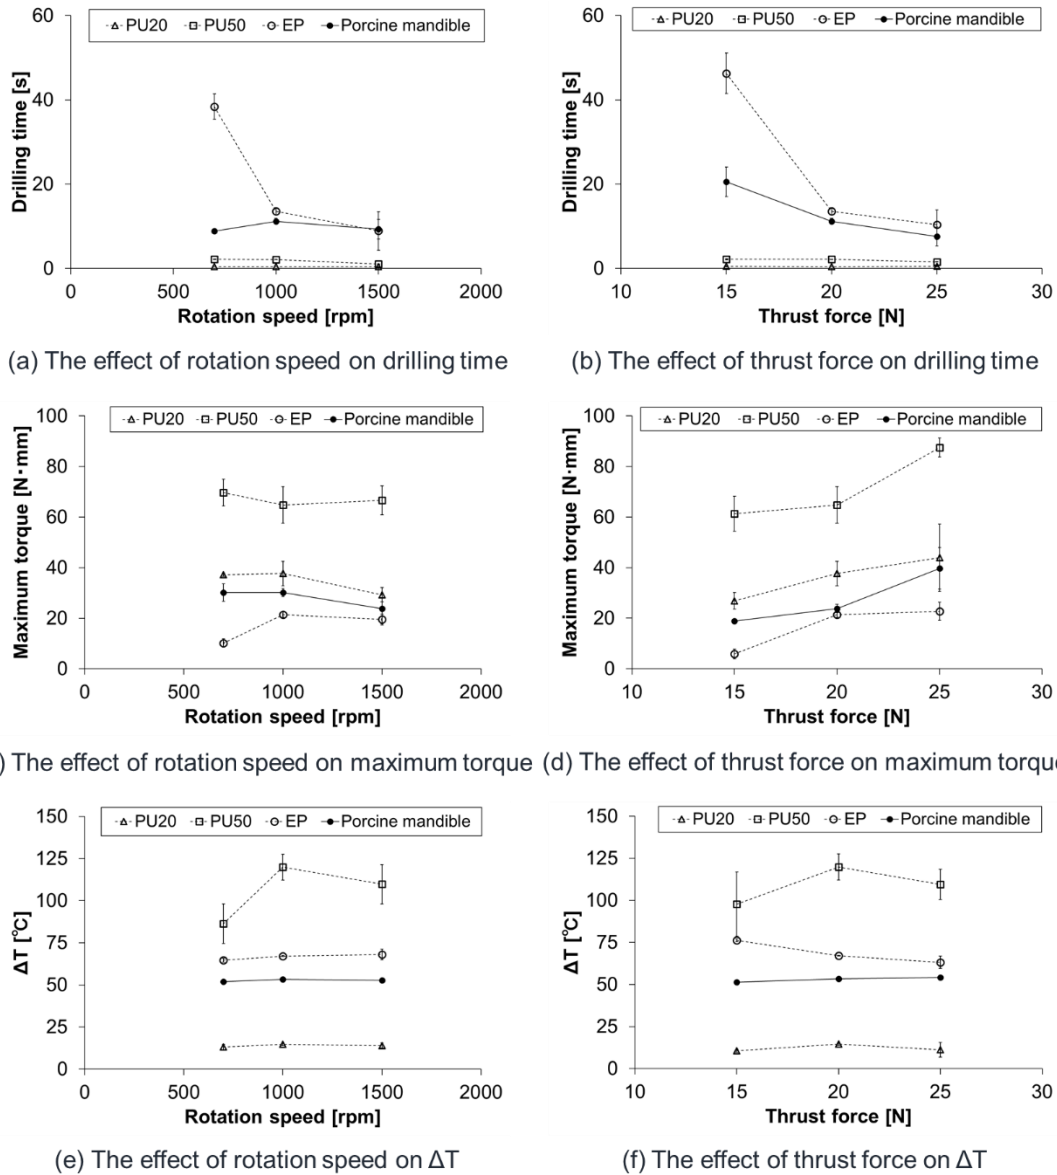 PU20 PU50 EP Porcine mandible
Drilling time [s]
60
40
20
0
0 500 1000 1500 2000
Rotation speed [rpm]
(a) The effect of rotation speed on drilling time
PU20 PU50 EP Porcine mandible
Drilling time [s]
60
40
20
0
10 15 20 25 30
Thrust force [N]
(b) The effect of thrust force on drilling time
PU20 PU50 EP Porcine mandible
Maximum torque [N·mm]
100
80
60
40
20
0
0 500 1000 1500 2000
Rotation speed [rpm]
) The effect of rotation speed on maximum torque
PU20 PU50 EP Porcine mandible
Maximum torque [N·mm]
100
80
60
40
20
0
10 15 20 25 30
Thrust force [N]
(d) The effect of thrust force on maximum torque
PU20 PU50 EP Porcine mandible
ΔT [℃]
150
125
100
75
50
25
0
0 500 1000 1500 2000
Rotation speed [rpm]
(e) The effect of rotation speed on ΔT
PU20 PU50 EP Porcine mandible
ΔT [℃]
150
125
100
75
50
25
0
10 15 20 25 30
Thrust force [N]
(f) The effect of thrust force on ΔT